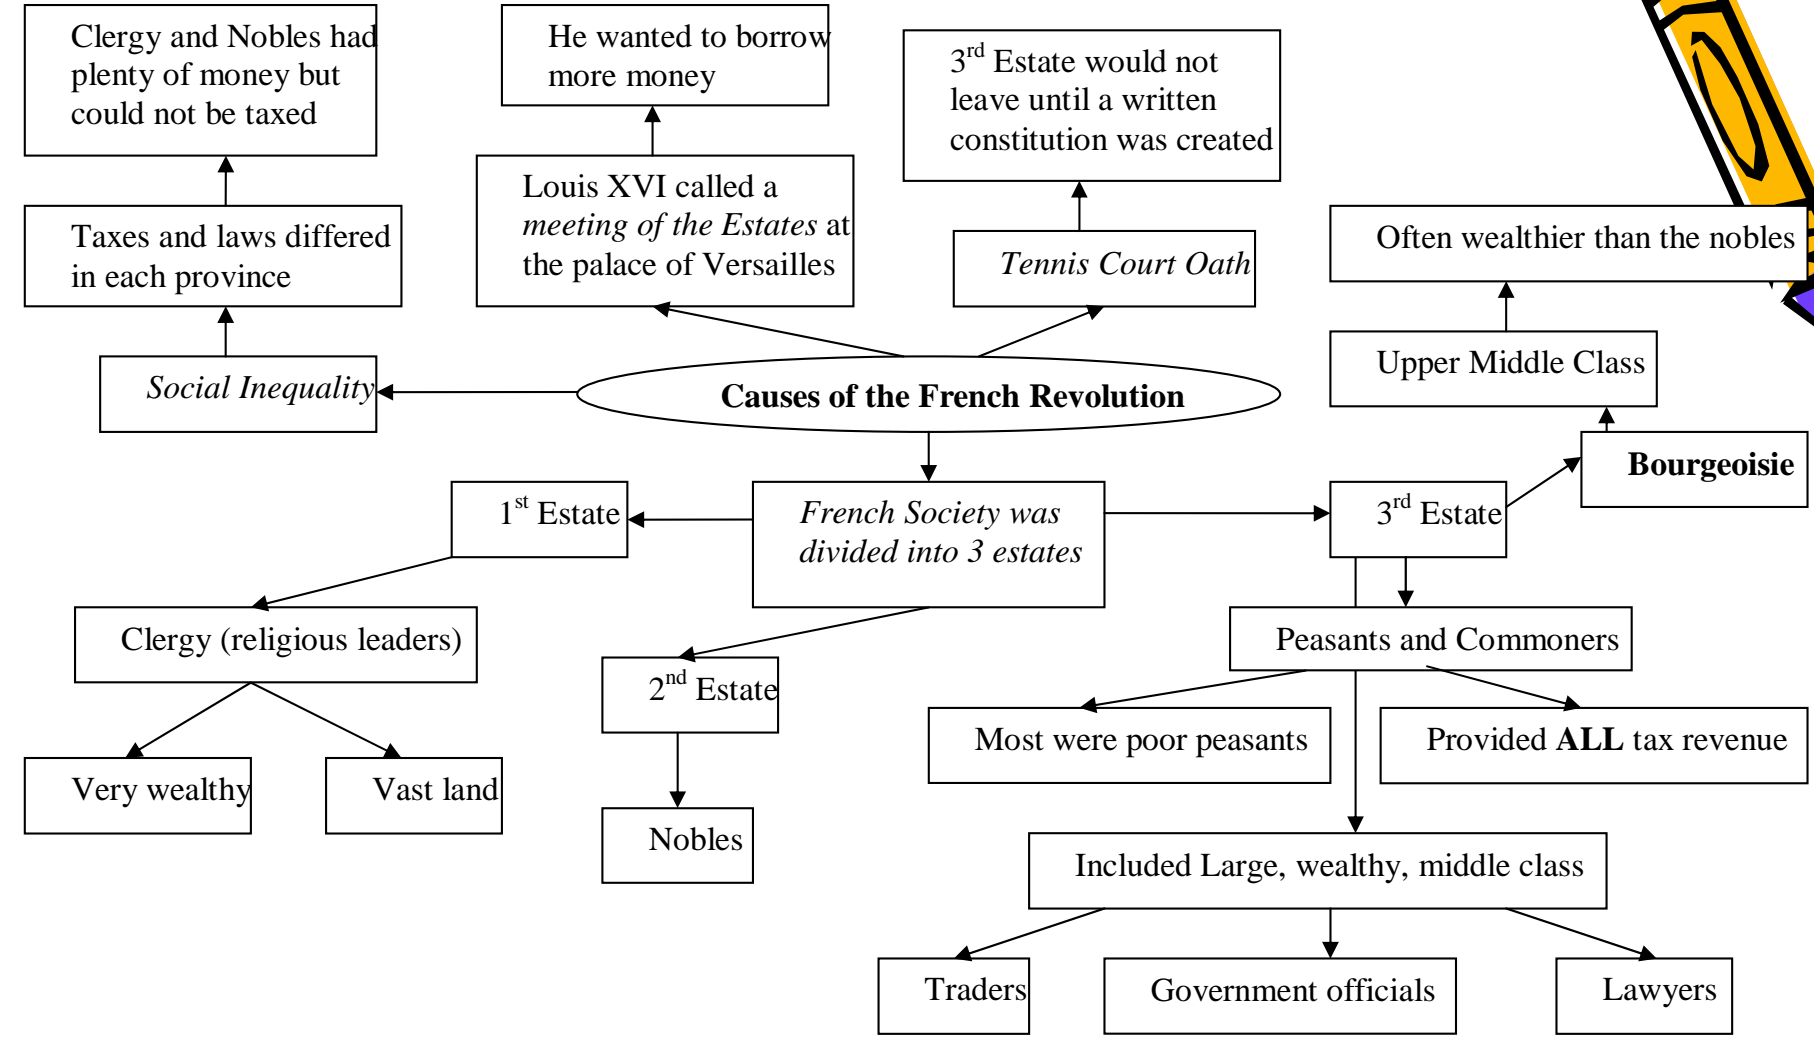 Clergy and Nobles had
plenty of money but
could not be taxed
He wanted to borrow
more money
3rd Estate would not
leave until a written
constitution was created
Taxes and laws differed
in each province
Louis XVI called a
meeting of the Estates at
the palace of Versailles
Tennis Court Oath
Often wealthier than the nobles
Upper Middle Class
Social Inequality
Causes of the French Revolution
Bourgeoisie
1st Estate
French Society was
divided into 3 estates
3rd Estate
Clergy (religious leaders)
2nd Estate
Peasants and Commoners
Very wealthy
Vast land
Nobles
Most were poor peasants
Provided ALL tax revenue
Included Large, wealthy, middle class
Traders
Government officials
Lawyers